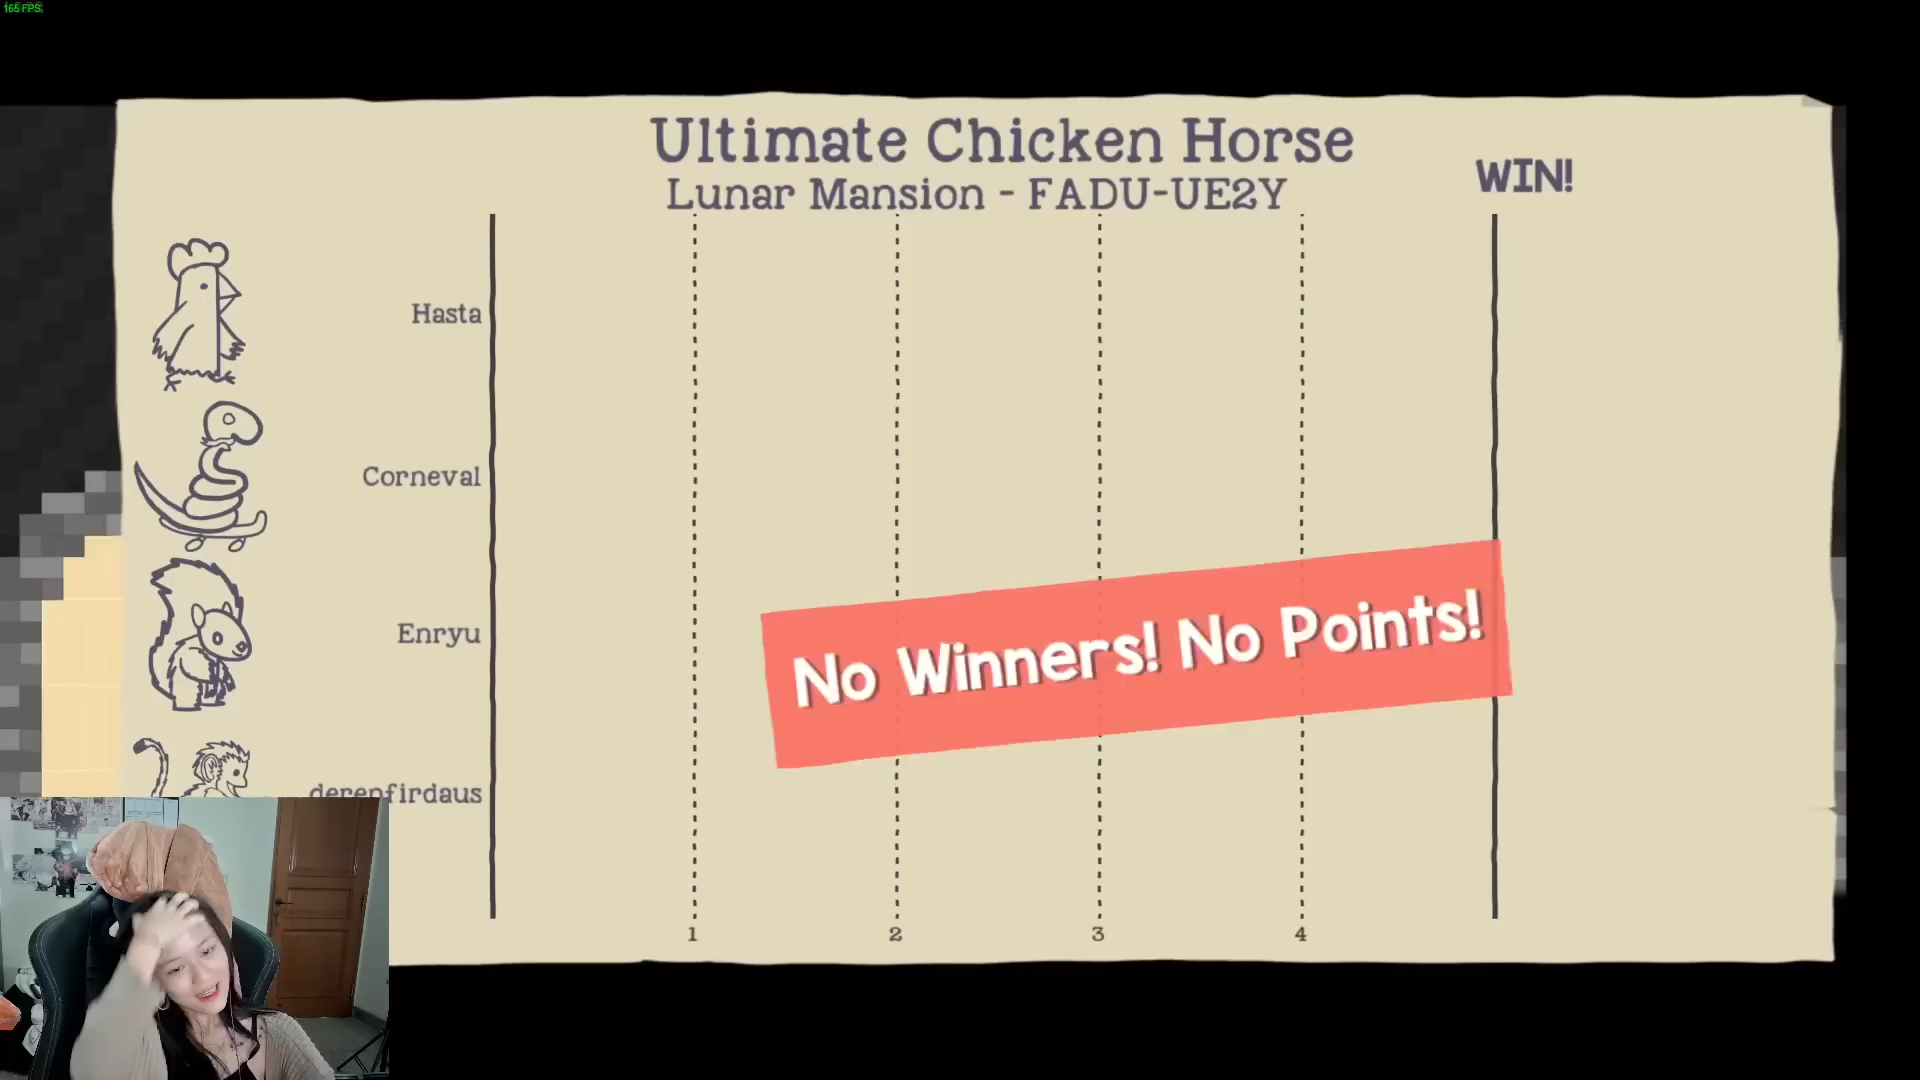 165 FPS
Ultimate Chicken Horse
Lunar Mansion - FADU-UE2Y
WIN!
Hasta
Corneval
Enryu
No Winners! No Points!
derenfirdaus
1 2 3 4